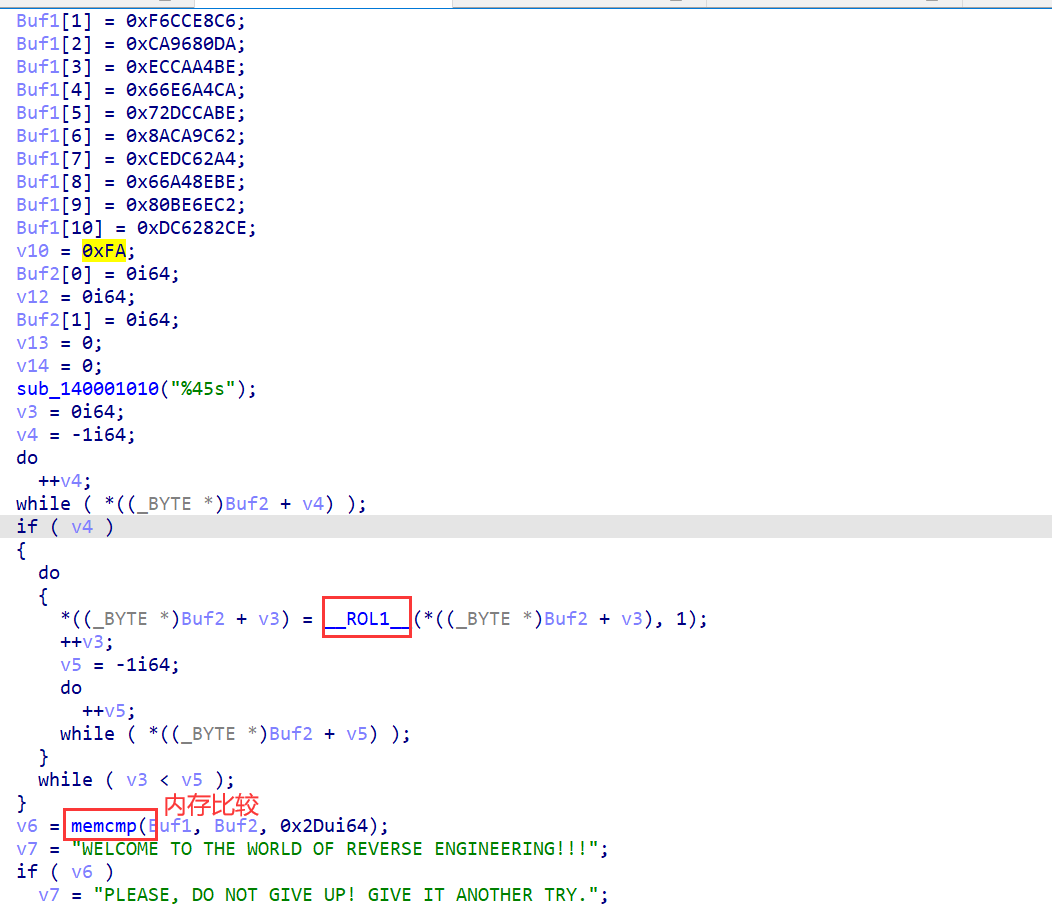 Buf1[1] = 0xF6CCE8C6;
Buf1[2] = 0xCA9680DA;
Buf1[3] = 0xECCAA4BE;
Buf1[4] = 0x66E6A4CA;
Buf1[5] = 0x72DCCABE;
Buf1[6] = 0x8ACA9C62;
Buf1[7] = 0xCEDC62A4;
Buf1[8] = 0x66A48EBE;
Buf1[9] = 0x80BE6EC2;
Buf1[10] = 0xDC6282CE;
v10 = 0xFA;
Buf2[0] = 0i64;
v12 = 0i64;
Buf2[1] = 0i64;
v13 = 0;
v14 = 0;
sub_140001010("%45s");
v3 = 0i64;
v4 = -1i64;
do
++v4;
while ( *((_BYTE *)Buf2 + v4) );
if ( v4 )
{
do
{
*((_BYTE *)Buf2 + v3) = __ROL1__(*((_BYTE *)Buf2 + v3), 1);
++v3;
v5 = -1i64;
do
++v5;
while ( *((_BYTE *)Buf2 + v5) );
}
while ( v3 < v5 );
}
内存比较
v6 = memcmp(Buf1, Buf2, 0x2Dui64);
v7 = "WELCOME TO THE WORLD OF REVERSE ENGINEERING!!!";
if ( v6 )
v7 = "PLEASE, DO NOT GIVE UP! GIVE IT ANOTHER TRY.";